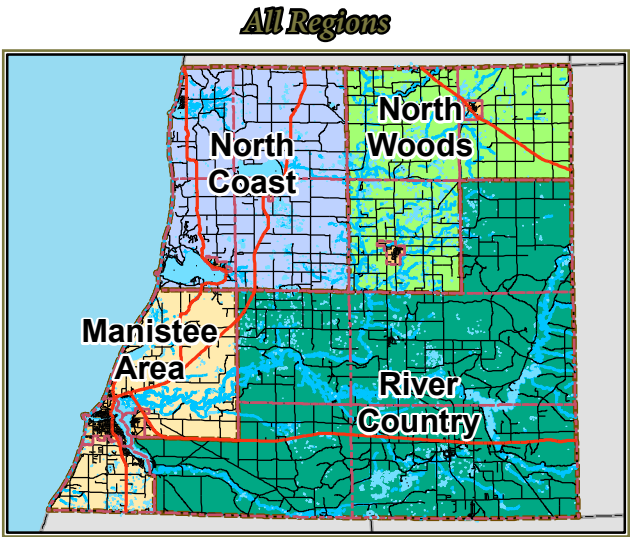 All Regions
North
Coast
North
Woods
Manistee
Area
River
Country